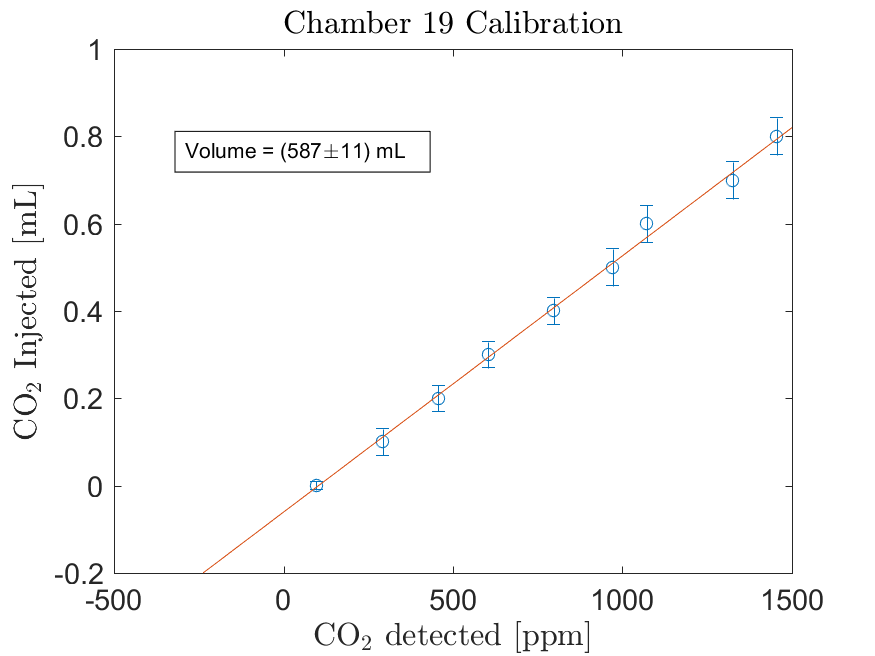 Chamber 19 Calibration
1
0.8
Volume = (587±11) mL
0.6
0.4
0.2
0
-0.2
CO₂ Injected [mL]
-500 0 500 1000 1500
CO₂ detected [ppm]